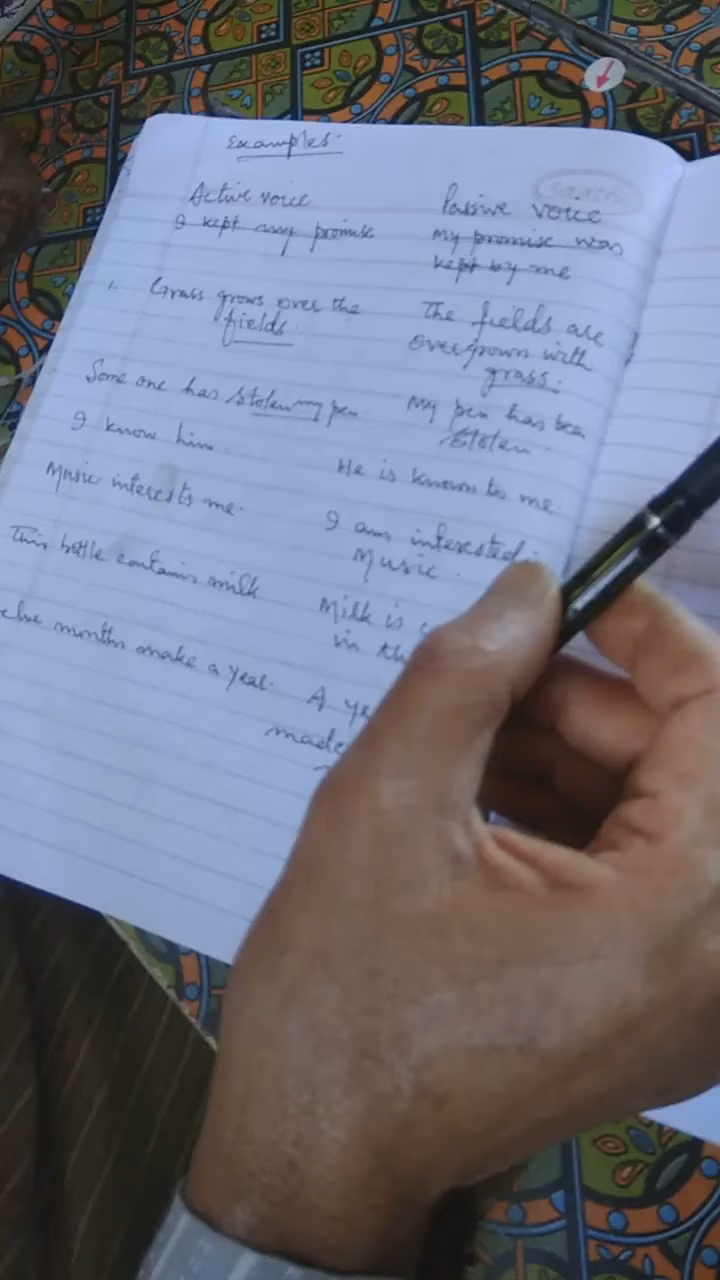 Examples.
Active voice
Passive voice
I kept my promise
my promise was
kept by me
1. Grass grows over the
fields.
The fields are
overgrown with
grass.
Some one has stolen my pen.
My pen has been
stolen.
I know him.
He is known to me.
Music interests me.
I am interested
Music.
This bottle contains milk
Milk is
in
months make a year.
A
made